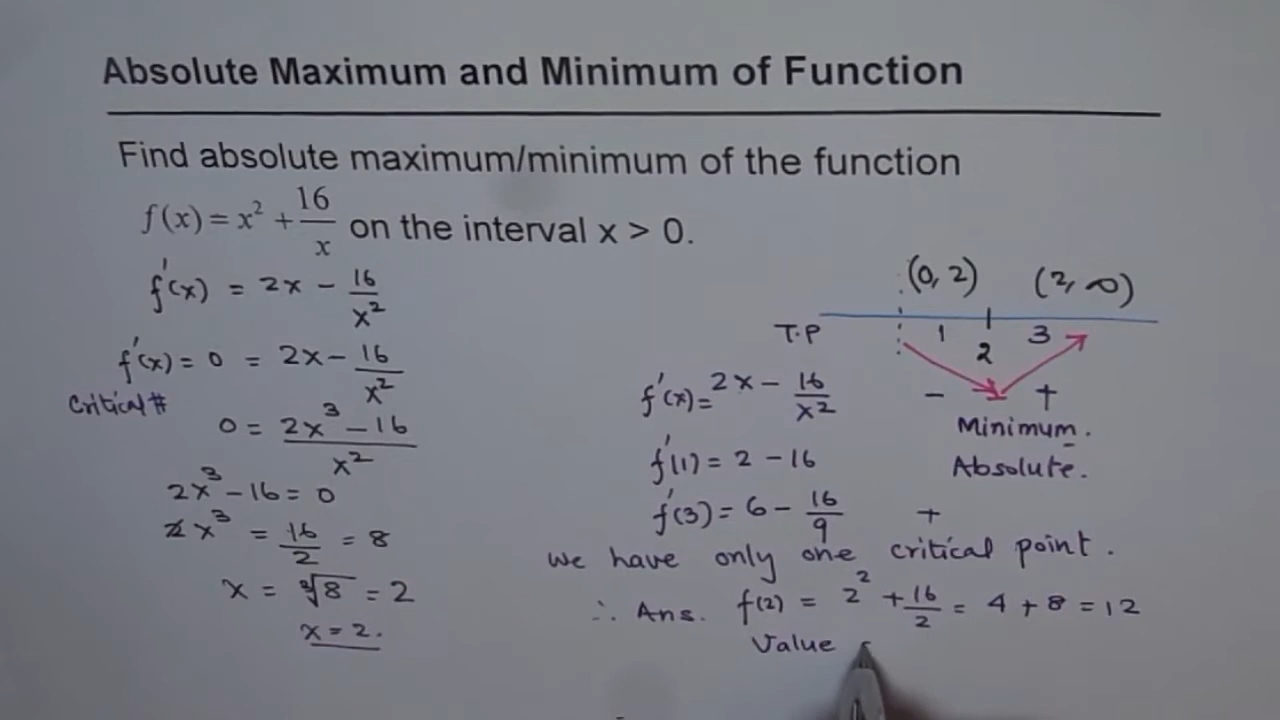 Absolute Maximum and Minimum of Function
Find absolute maximum/minimum of the function
f(x) = x² + 16/x on the interval x > 0.
f'(x) = 2x - 16/x²
f'(x) = 0 = 2x - 16/x²
Critical #
0 = (2x³ - 16)/x²
2x³ - 16 = 0
2x³ = 16/2 = 8
x = ∛8 = 2
x = 2.
(0, 2) (2, ∞)
T.P 1 2 3
- +
Minimum.
Absolute.
f'(x) = 2x - 16/x²
f'(1) = 2 - 16
f'(3) = 6 - 16/9 +
we have only one critical point.
∴ Ans. f(2) = 2² + 16/2 = 4 + 8 = 12
Value